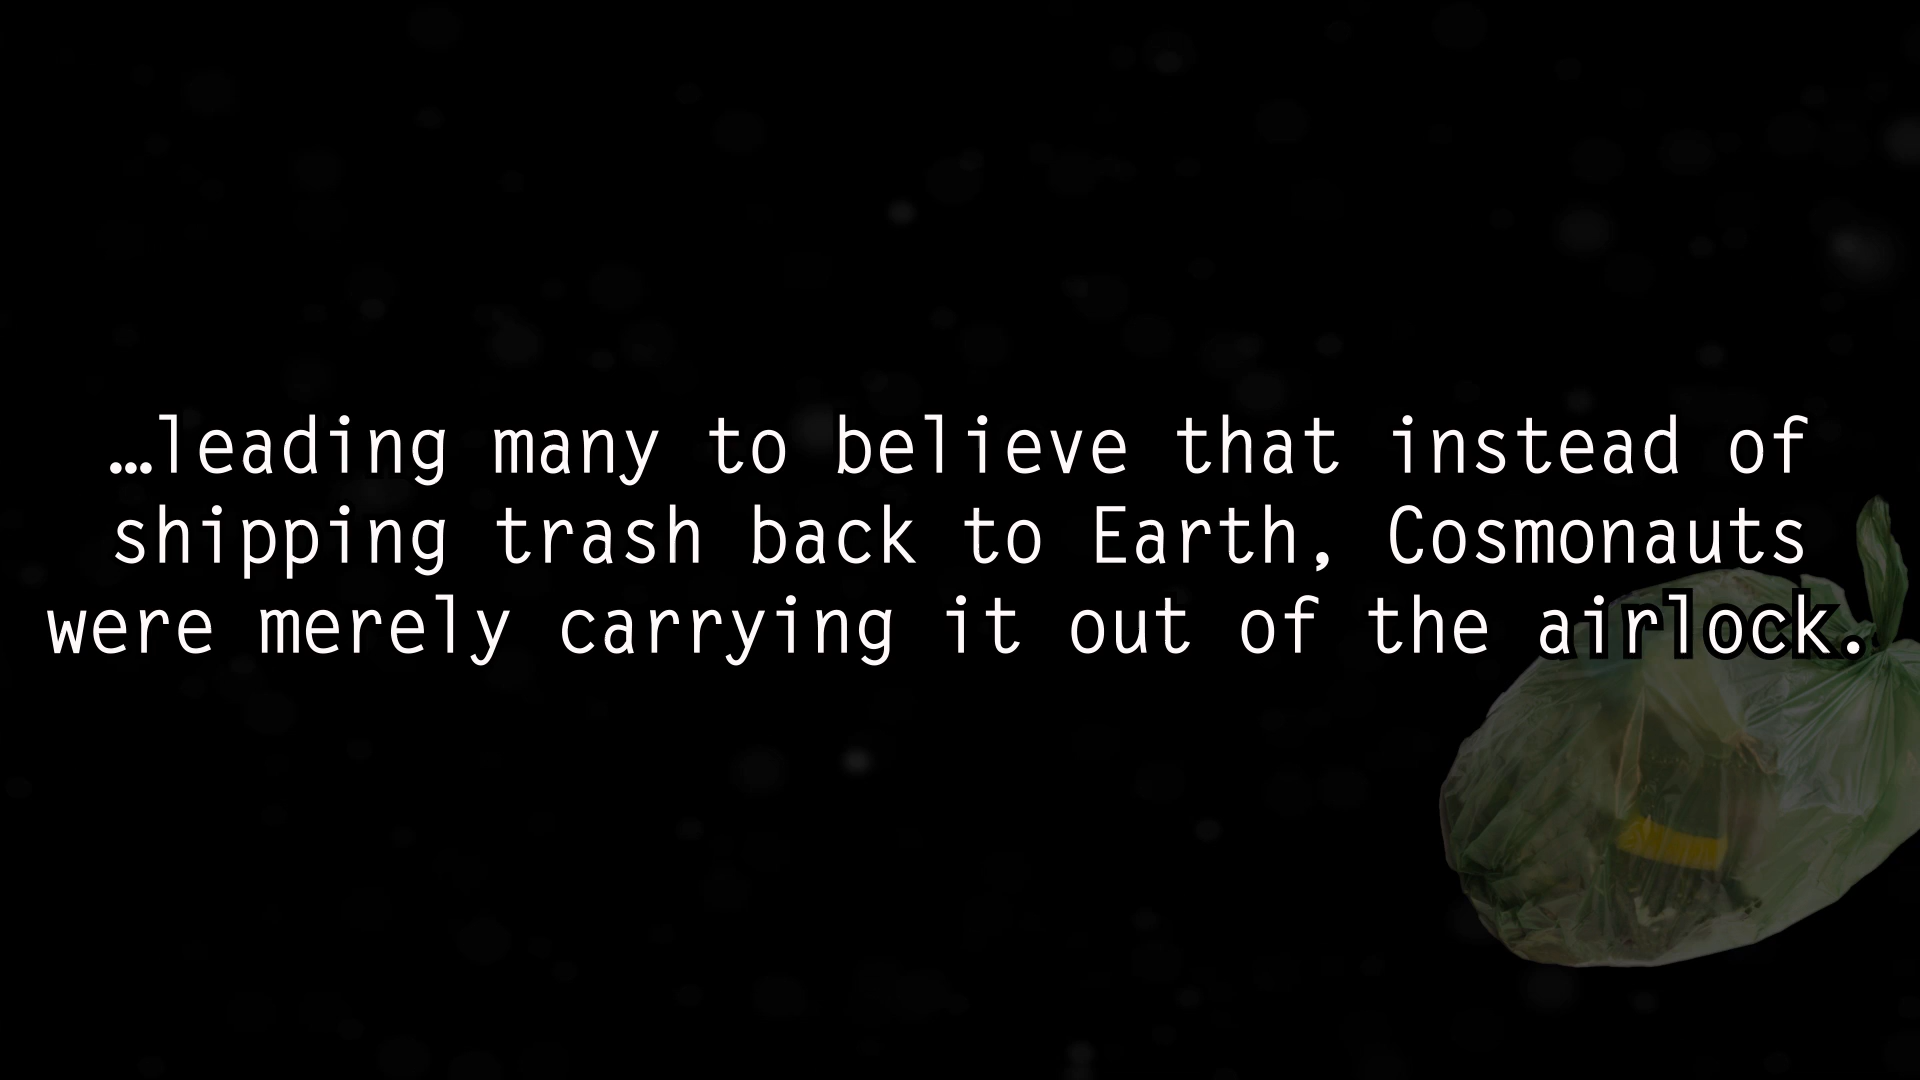 …leading many to believe that instead of
shipping trash back to Earth, Cosmonauts
were merely carrying it out of the airlock.